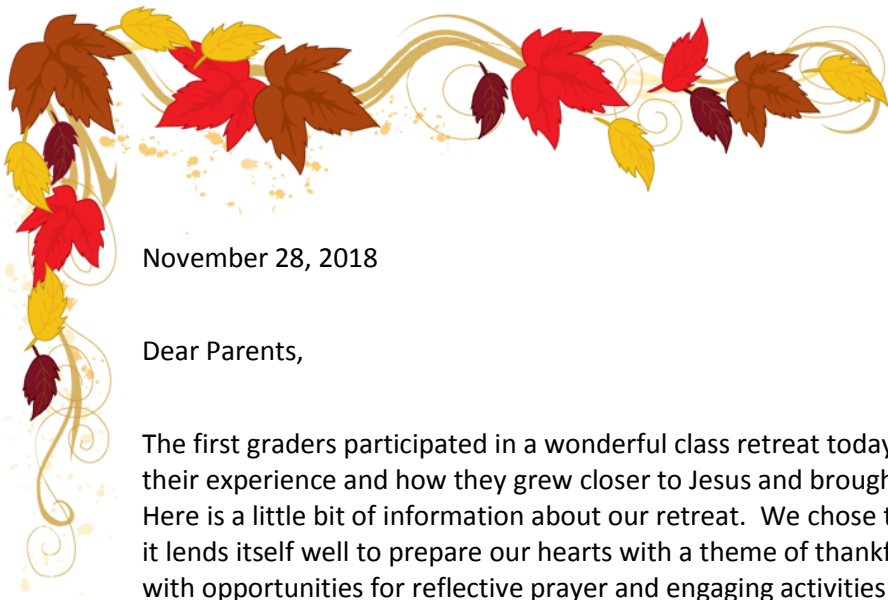 November 28, 2018
Dear Parents,
The first graders participated in a wonderful class retreat today
their experience and how they grew closer to Jesus and brough
Here is a little bit of information about our retreat.  We chose t
it lends itself well to prepare our hearts with a theme of thankf
with opportunities for reflective prayer and engaging activities